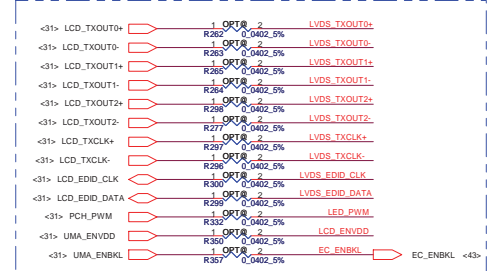 1 OPT@ 2 LVDS_TXOUT0+
<31> LCD_TXOUT0+
R262 0_0402_5%
1 OPT@ 2 LVDS_TXOUT0-
<31> LCD_TXOUT0-
R263 0_0402_5%
1 OPT@ 2 LVDS_TXOUT1+
<31> LCD_TXOUT1+
R265 0_0402_5%
1 OPT@ 2 LVDS_TXOUT1-
<31> LCD_TXOUT1-
R264 0_0402_5%
1 OPT@ 2 LVDS_TXOUT2+
<31> LCD_TXOUT2+
R298 0_0402_5%
1 OPT@ 2 LVDS_TXOUT2-
<31> LCD_TXOUT2-
R277 0_0402_5%
1 OPT@ 2 LVDS_TXCLK+
<31> LCD_TXCLK+
R297 0_0402_5%
1 OPT@ 2 LVDS_TXCLK-
<31> LCD_TXCLK-
R296 0_0402_5%
1 OPT@ 2 LVDS_EDID_CLK
<31> LCD_EDID_CLK
R300 0_0402_5%
1 OPT@ 2 LVDS_EDID_DATA
<31> LCD_EDID_DATA
R299 0_0402_5%
1 OPT@ 2 LED_PWM
<31> PCH_PWM
R332 0_0402_5%
1 OPT@ 2 LCD_ENVDD
<31> UMA_ENVDD
R350 0_0402_5%
1 OPT@ 2 EC_ENBKL
<31> UMA_ENBKL EC_ENBKL <43>
R357 0_0402_5%